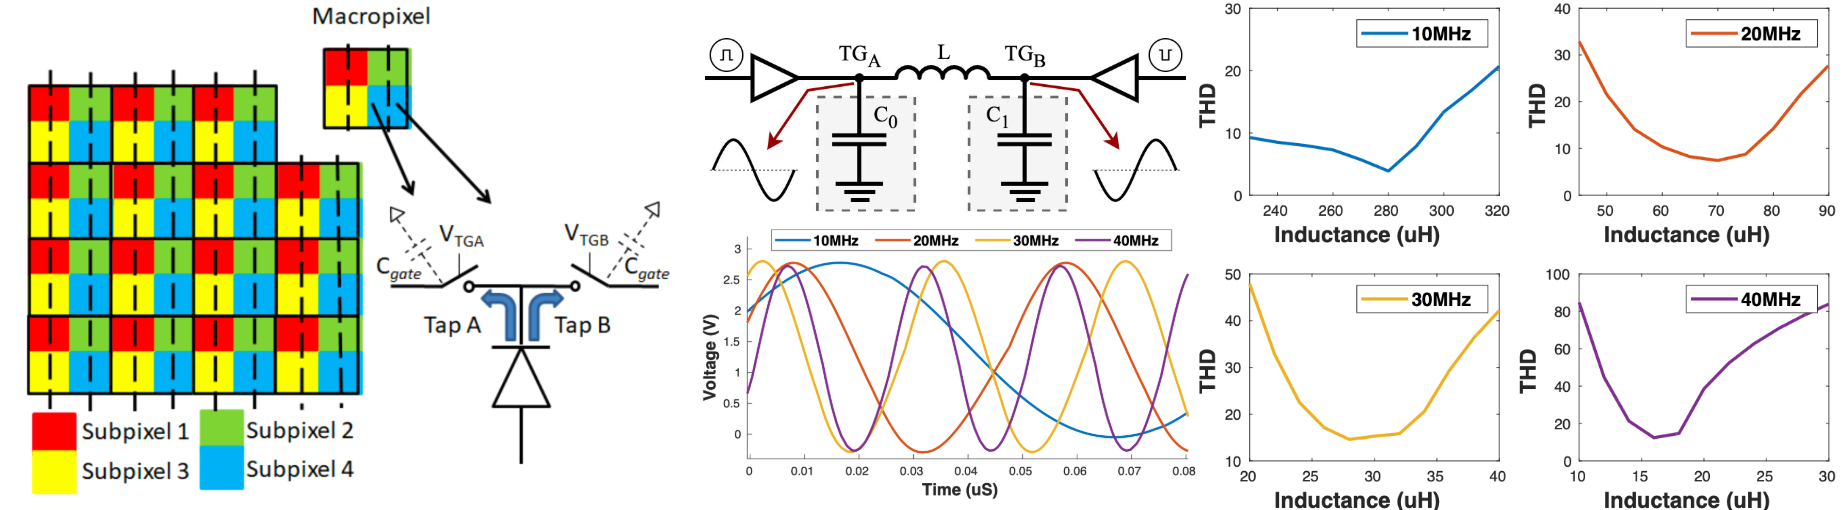 Macropixel
Subpixel 1
Subpixel 2
Subpixel 3
Subpixel 4
V_TGA
V_TGB
C_gate
C_gate
Tap A
Tap B
TG_A
L
TG_B
C_0
C_1
10MHz
20MHz
30MHz
40MHz
3
2.5
2
1.5
1
0.5
0
Voltage (V)
0
0.01
0.02
0.03
0.04
0.05
0.06
0.07
0.08
Time (uS)
30
20
10
0
THD
10MHz
240
260
280
300
320
Inductance (uH)
40
30
20
10
0
THD
20MHz
50
60
70
80
90
Inductance (uH)
50
40
30
20
10
THD
30MHz
20
25
30
35
40
Inductance (uH)
100
80
60
40
20
0
THD
40MHz
10
15
20
25
30
Inductance (uH)